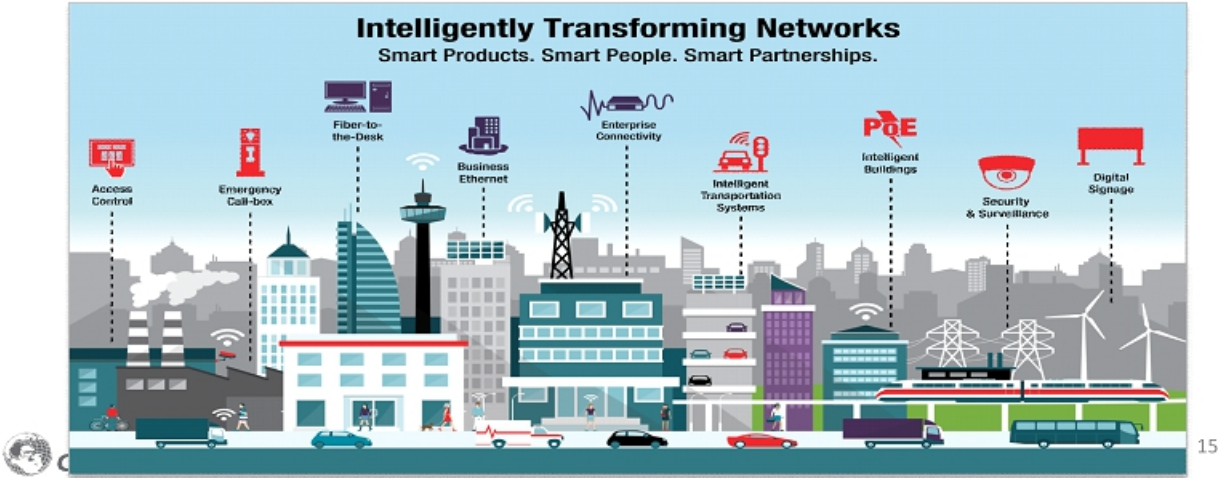 Intelligently Transforming Networks
Smart Products. Smart People. Smart Partnerships.
Fiber-to-
the-Desk
Enterprise
Connectivity
PoE
Intelligent
Buildings
Access
Control
Emergency
Call-box
Business
Ethernet
Intelligent
Transportation
Systems
Security
& Surveillance
Digital
Signage
15